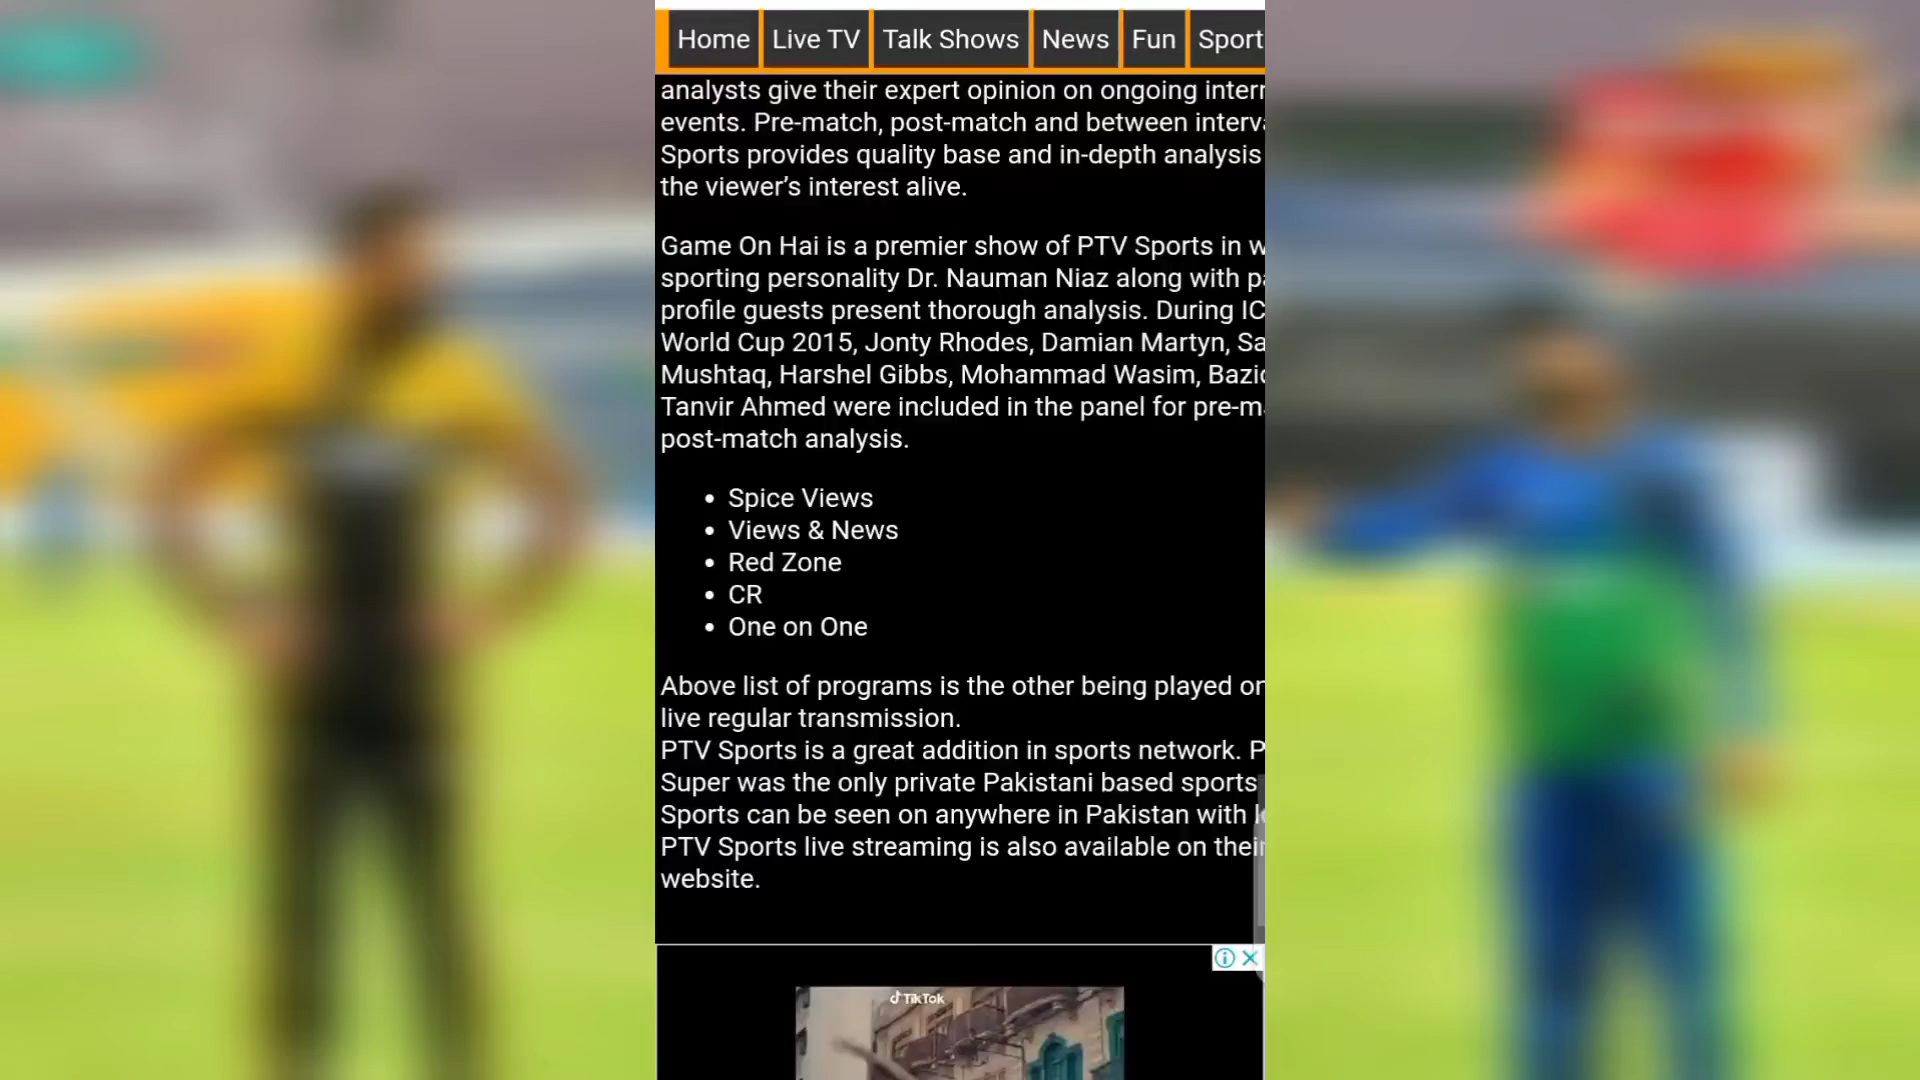 Home Live TV Talk Shows News Fun Sport
analysts give their expert opinion on ongoing
events. Pre-match, post-match and between
Sports provides quality base and in-depth analysis
the viewer’s interest alive.
Game On Hai is a premier show of PTV Sports in
sporting personality Dr. Nauman Niaz along with
profile guests present thorough analysis. During
World Cup 2015, Jonty Rhodes, Damian Martyn,
Mushtaq, Harshel Gibbs, Mohammad Wasim,
Tanvir Ahmed were included in the panel for
post-match analysis.
• Spice Views
• Views & News
• Red Zone
• CR
• One on One
Above list of programs is the other being played
live regular transmission.
PTV Sports is a great addition in sports network.
Super was the only private Pakistani based sports
Sports can be seen on anywhere in Pakistan with
PTV Sports live streaming is also available on their
website.
TikTok